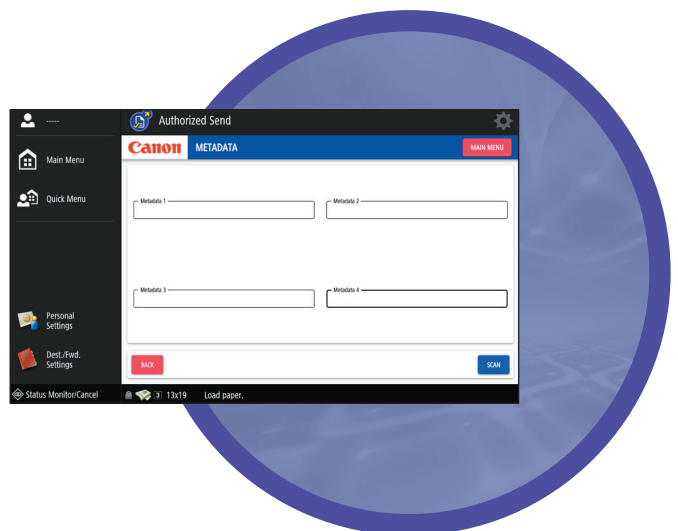 -----
Authorized Send
Main Menu
Canon METADATA MAIN MENU
Quick Menu
Metadata 1 Metadata 2
Metadata 3 Metadata 4
Personal
Settings
Dest./Fwd.
Settings
BACK SCAN
Status Monitor/Cancel
3 13x19 Load paper.